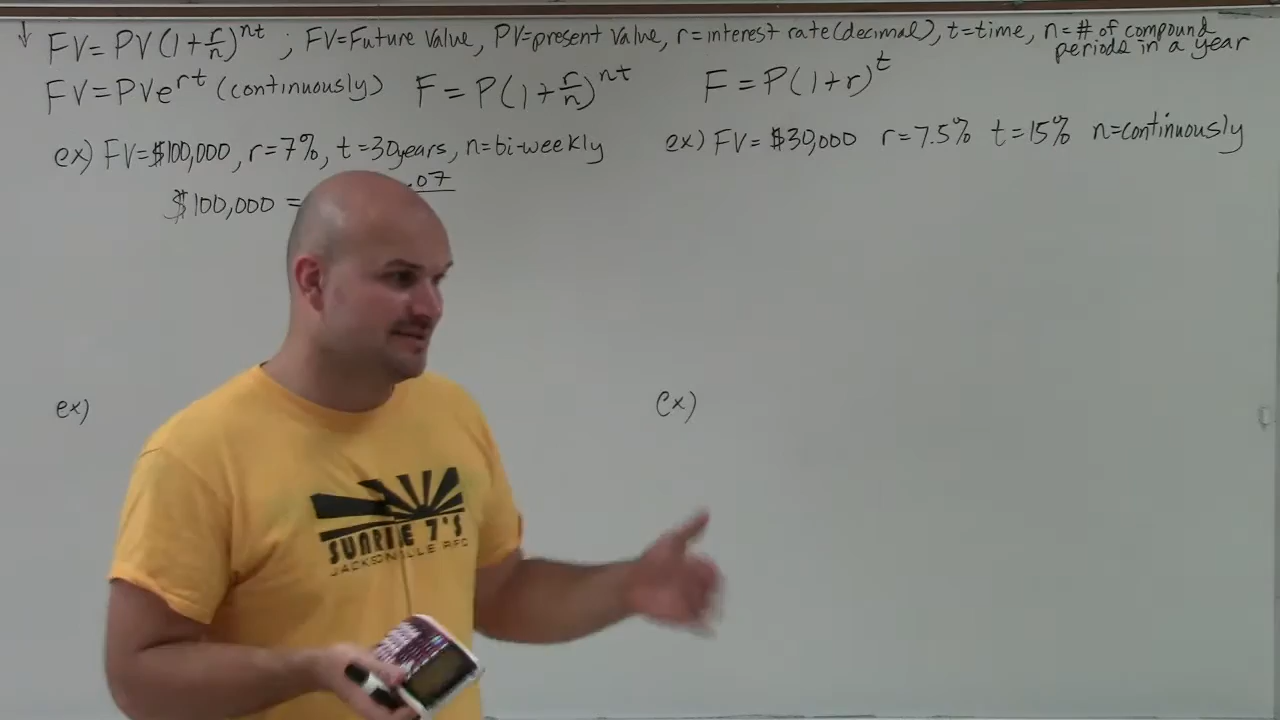 ↓ FV=PV(1+r/n)^nt ; FV=Future Value, PV=present value, r=interest rate(decimal), t=time, n=# of compound periods in a year
FV=PVe^rt (continuously) F=P(1+r/n)^nt F=P(1+r)^t
ex) FV=$100,000, r=7%, t=30years, n=bi-weekly
$100,000 = .07
ex) FV=$30,000 r=7.5% t=15% n=continuously
ex)
ex)
SUNRISE 7'S
JACKSONVILLE RFC